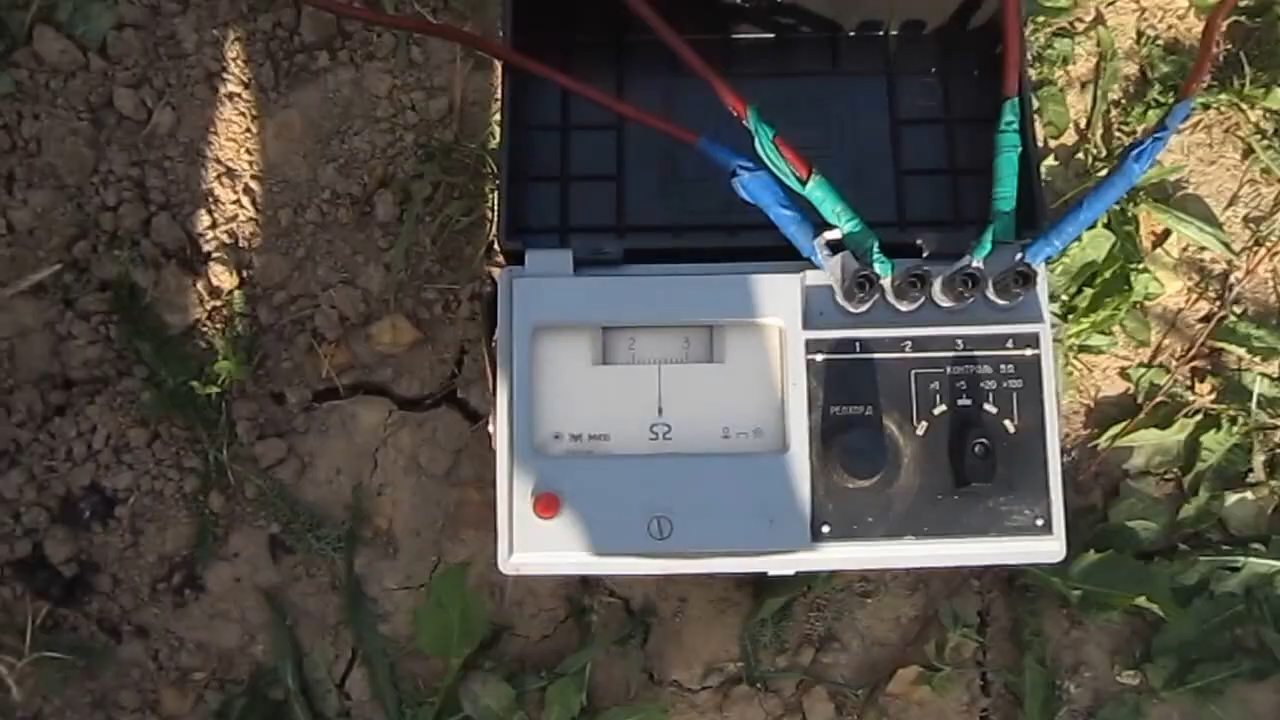 2 3
Ω
1 2 3 4
КОНТРОЛЬ 5Ω
×1 ×5 ×20 ×100
РЕОХОРД